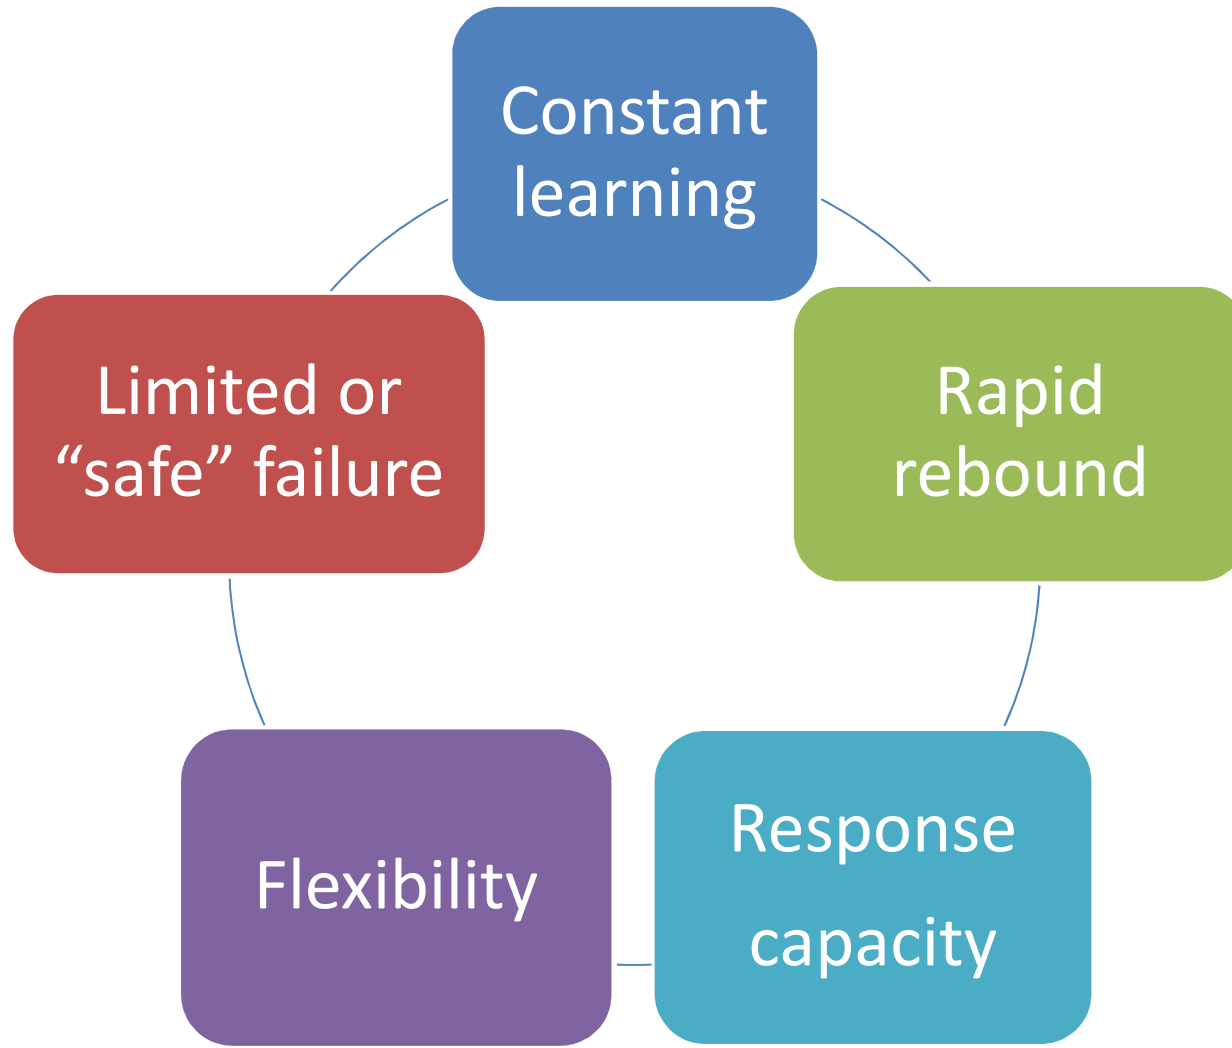 Constant
learning
Limited or
“safe” failure
Rapid
rebound
Flexibility
Response
capacity